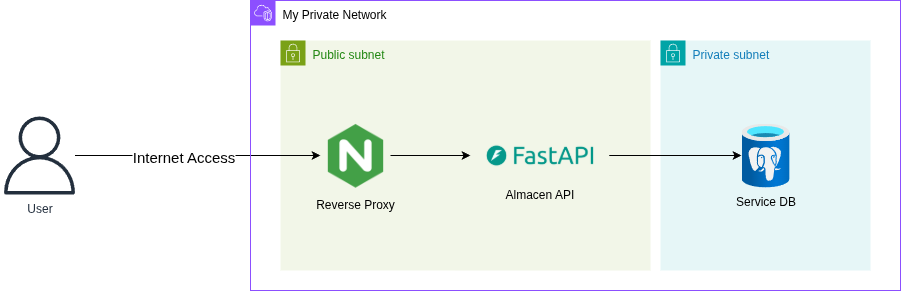 My Private Network
Public subnet
Private subnet
Internet Access
N
FastAPI
User
Reverse Proxy
Almacen API
Service DB